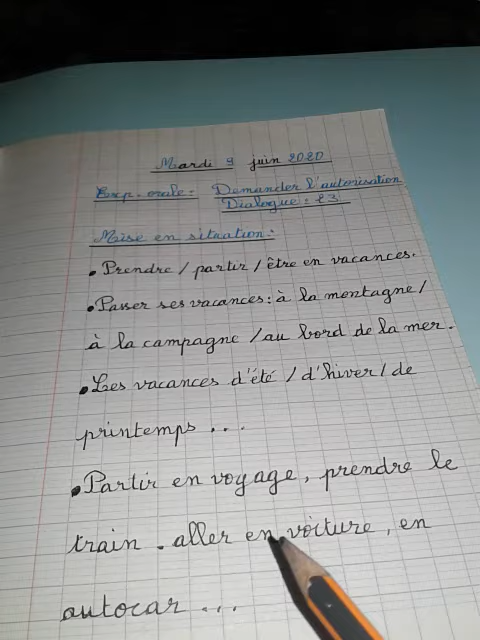 Mardi 9 juin 2020
Exp. orale : Demander l'autorisation
Dialogue : 23
Mise en situation :
• Prendre / partir / être en vacances.
• Passer ses vacances : à la montagne /
à la campagne / au bord de la mer.
• Les vacances d'été / d'hiver / de
printemps ...
• Partir en voyage, prendre le
train . aller en voiture, en
autocar ...